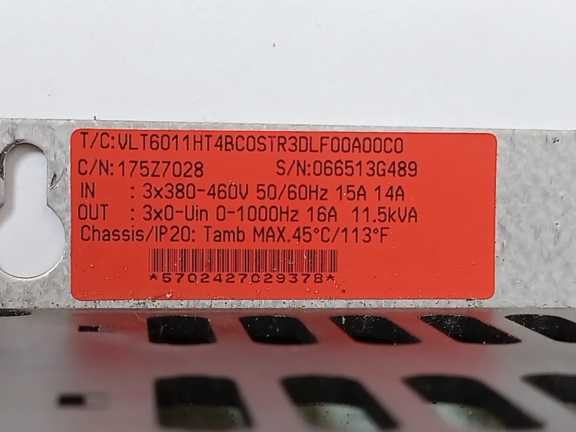 T/C:VLT6011HT4BC0STR3DLF00A00C0
C/N:175Z7028 S/N:066513G489
IN : 3x380-460V 50/60Hz 15A 14A
OUT : 3x0-Uin 0-1000Hz 16A 11.5kVA
Chassis/IP20: Tamb MAX.45°C/113°F
*5702427029378*